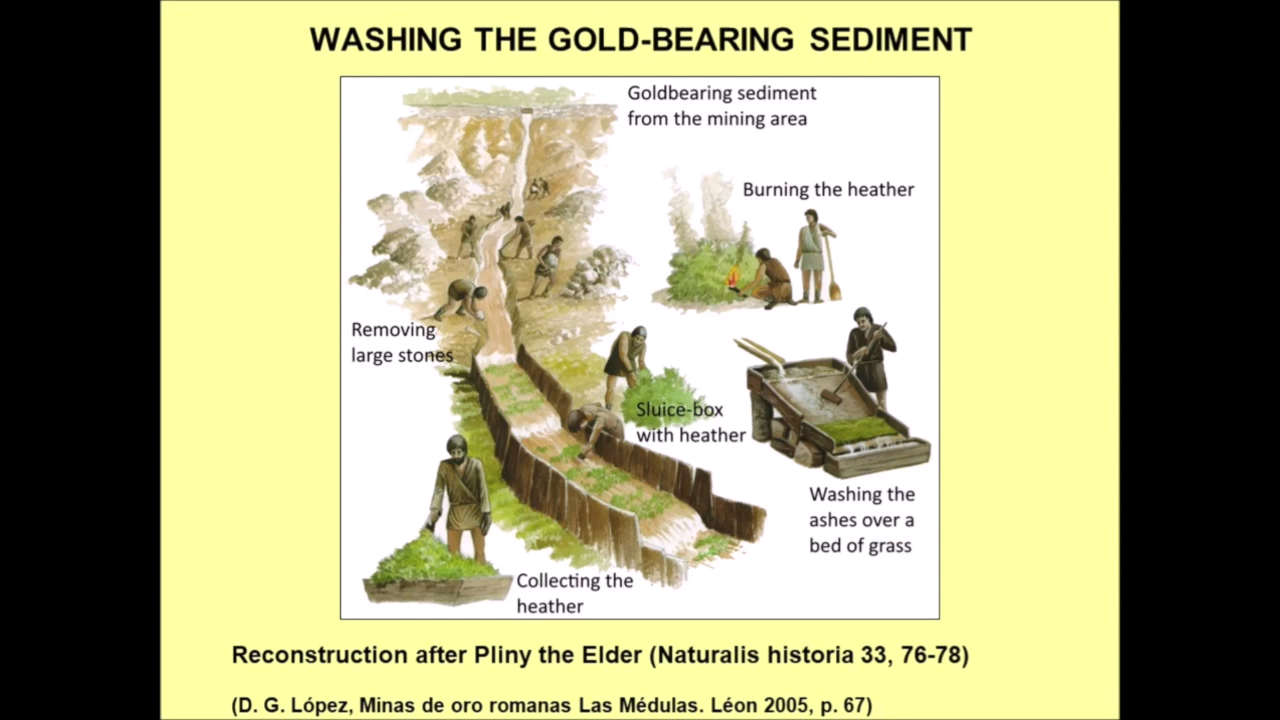 WASHING THE GOLD-BEARING SEDIMENT
Goldbearing sediment
from the mining area
Burning the heather
Removing
large stones
Sluice-box
with heather
Washing the
ashes over a
bed of grass
Collecting the
heather
Reconstruction after Pliny the Elder (Naturalis historia 33, 76-78)
(D. G. López, Minas de oro romanas Las Médulas. Léon 2005, p. 67)